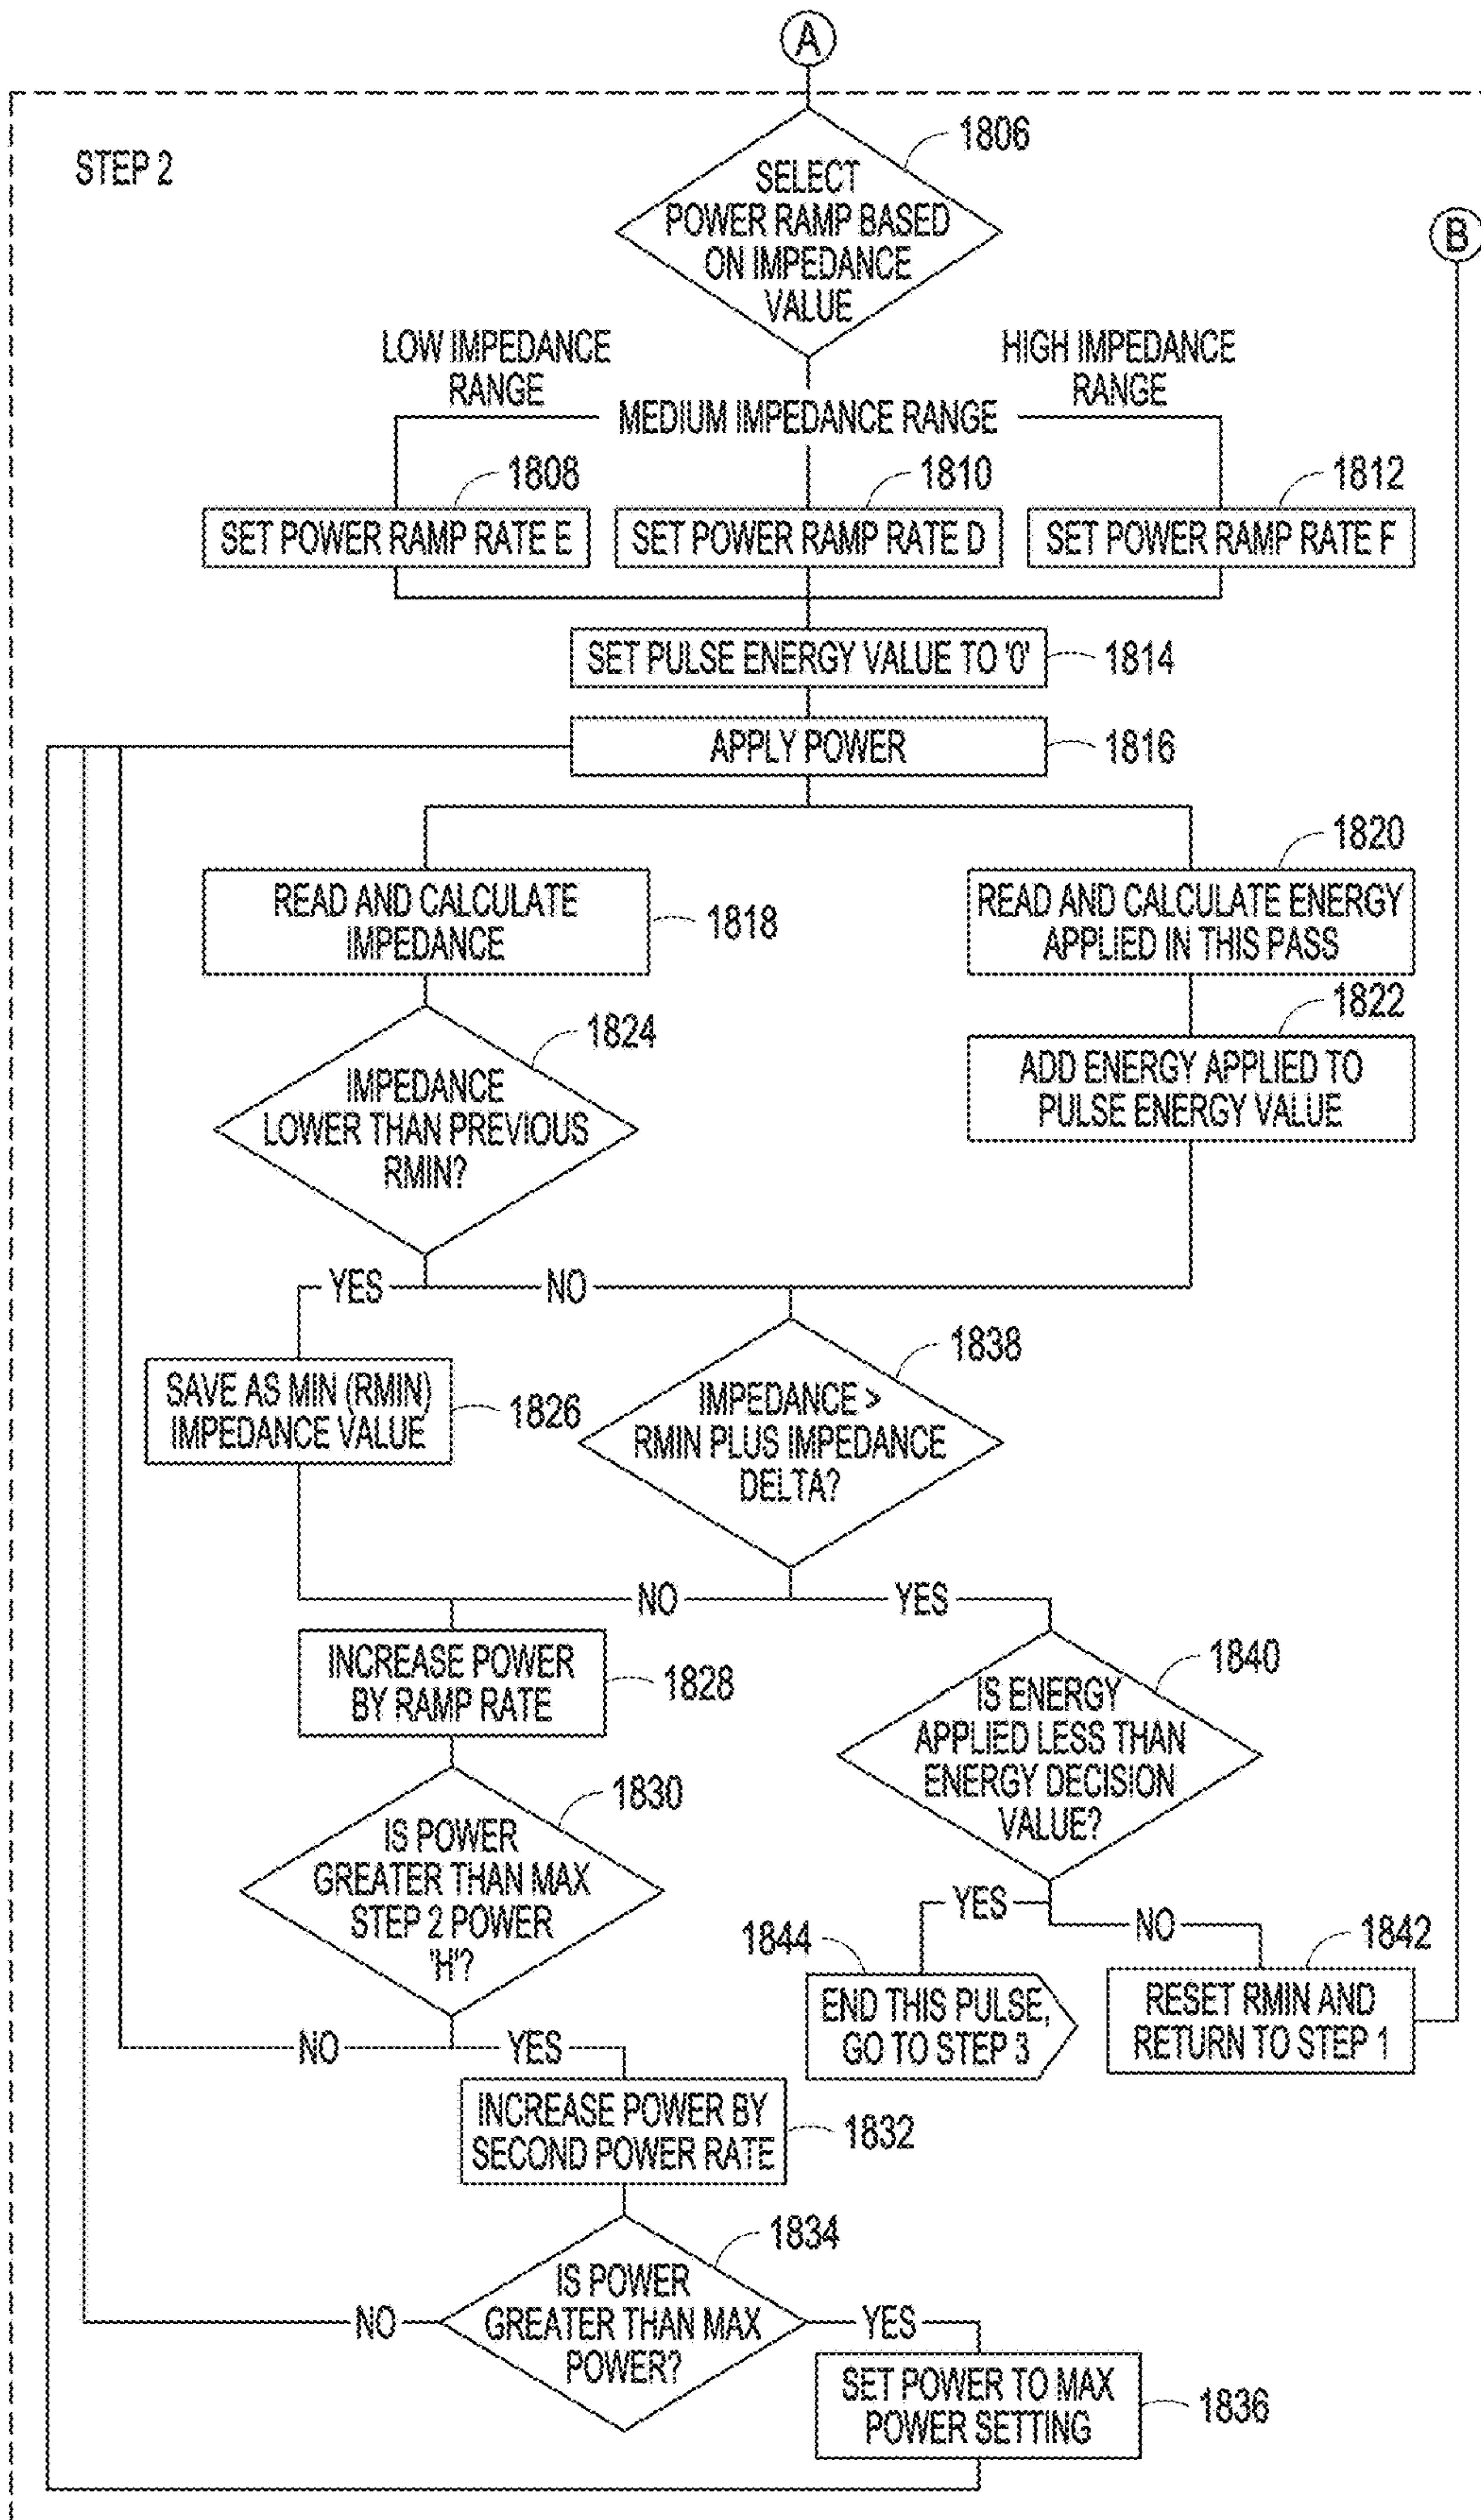 A
STEP 2
1806
SELECT
POWER RAMP BASED
ON IMPEDANCE
VALUE
B
LOW IMPEDANCE
RANGE
HIGH IMPEDANCE
RANGE
MEDIUM IMPEDANCE RANGE
1808
1810
1812
SET POWER RAMP RATE E
SET POWER RAMP RATE D
SET POWER RAMP RATE F
SET PULSE ENERGY VALUE TO '0'
1814
APPLY POWER
1816
1820
READ AND CALCULATE
IMPEDANCE
1818
READ AND CALCULATE ENERGY
APPLIED IN THIS PASS
1824
1822
IMPEDANCE
LOWER THAN PREVIOUS
RMIN?
ADD ENERGY APPLIED TO
PULSE ENERGY VALUE
YES
NO
1838
SAVE AS MIN (RMIN)
IMPEDANCE VALUE
1826
IMPEDANCE >
RMIN PLUS IMPEDANCE
DELTA?
NO
YES
INCREASE POWER
BY RAMP RATE
1828
1840
IS ENERGY
APPLIED LESS THAN
ENERGY DECISION
VALUE?
1830
IS POWER
GREATER THAN MAX
STEP 2 POWER
'H'?
YES
NO
1844
1842
END THIS PULSE,
GO TO STEP 3
RESET RMIN AND
RETURN TO STEP 1
NO
YES
INCREASE POWER BY
SECOND POWER RATE
1832
1834
IS POWER
GREATER THAN MAX
POWER?
NO
YES
SET POWER TO MAX
POWER SETTING
1836